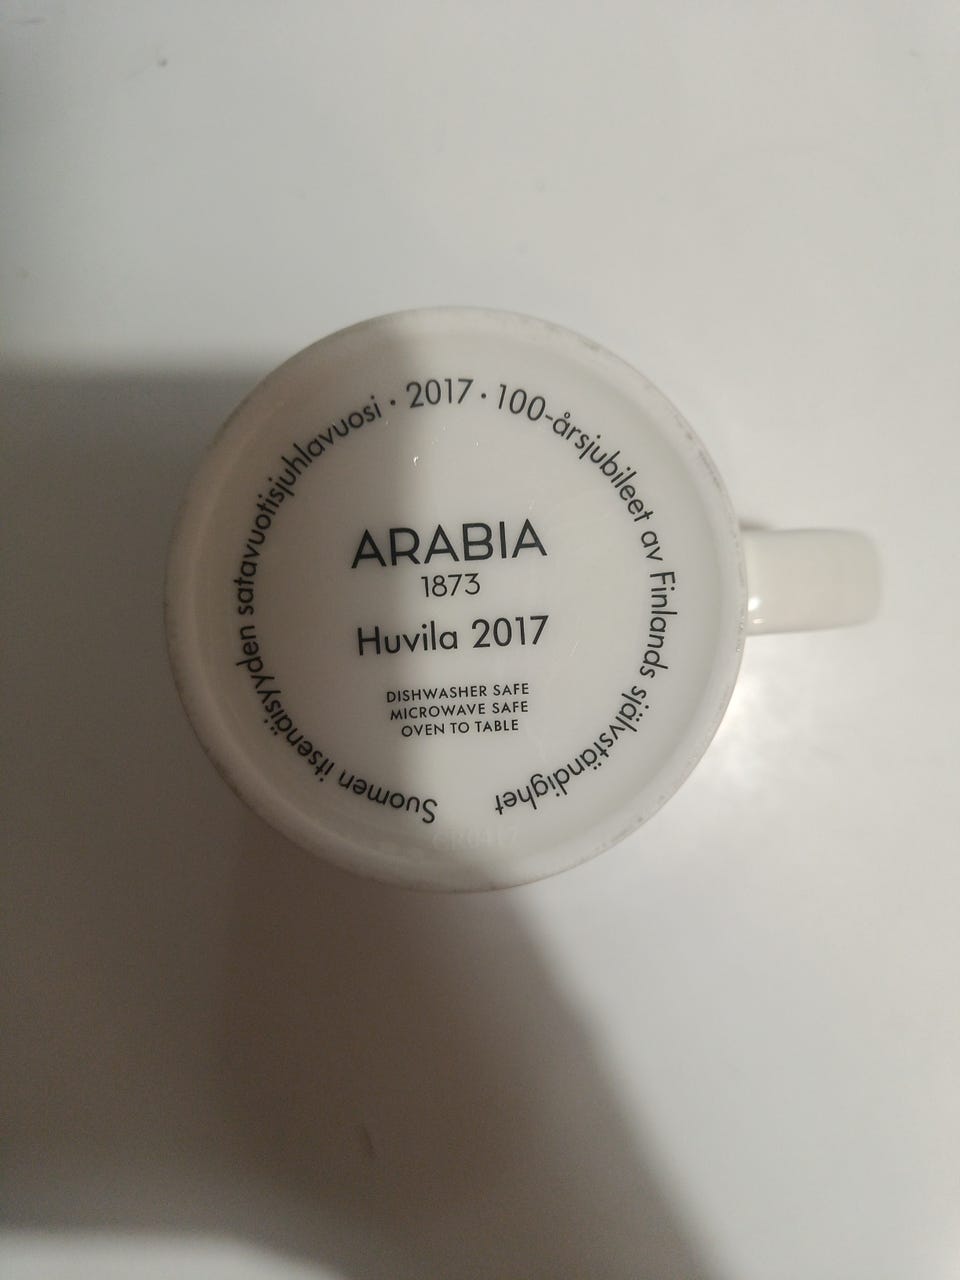 Suomen itsenäisyyden satavuotisjuhlavuosi · 2017 · 100-årsjubileet av Finlands självständighet
ARABIA
1873
Huvila 2017
DISHWASHER SAFE
MICROWAVE SAFE
OVEN TO TABLE